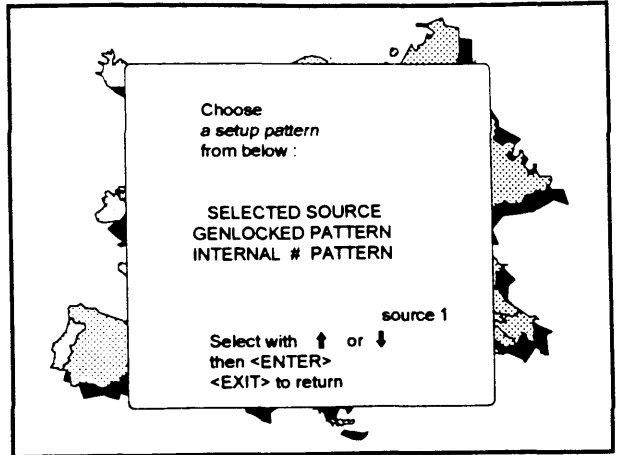 Choose
a setup pattern
from below :
SELECTED SOURCE
GENLOCKED PATTERN
INTERNAL # PATTERN
source 1
Select with ⬆ or ⬇
then <ENTER>
<EXIT> to return